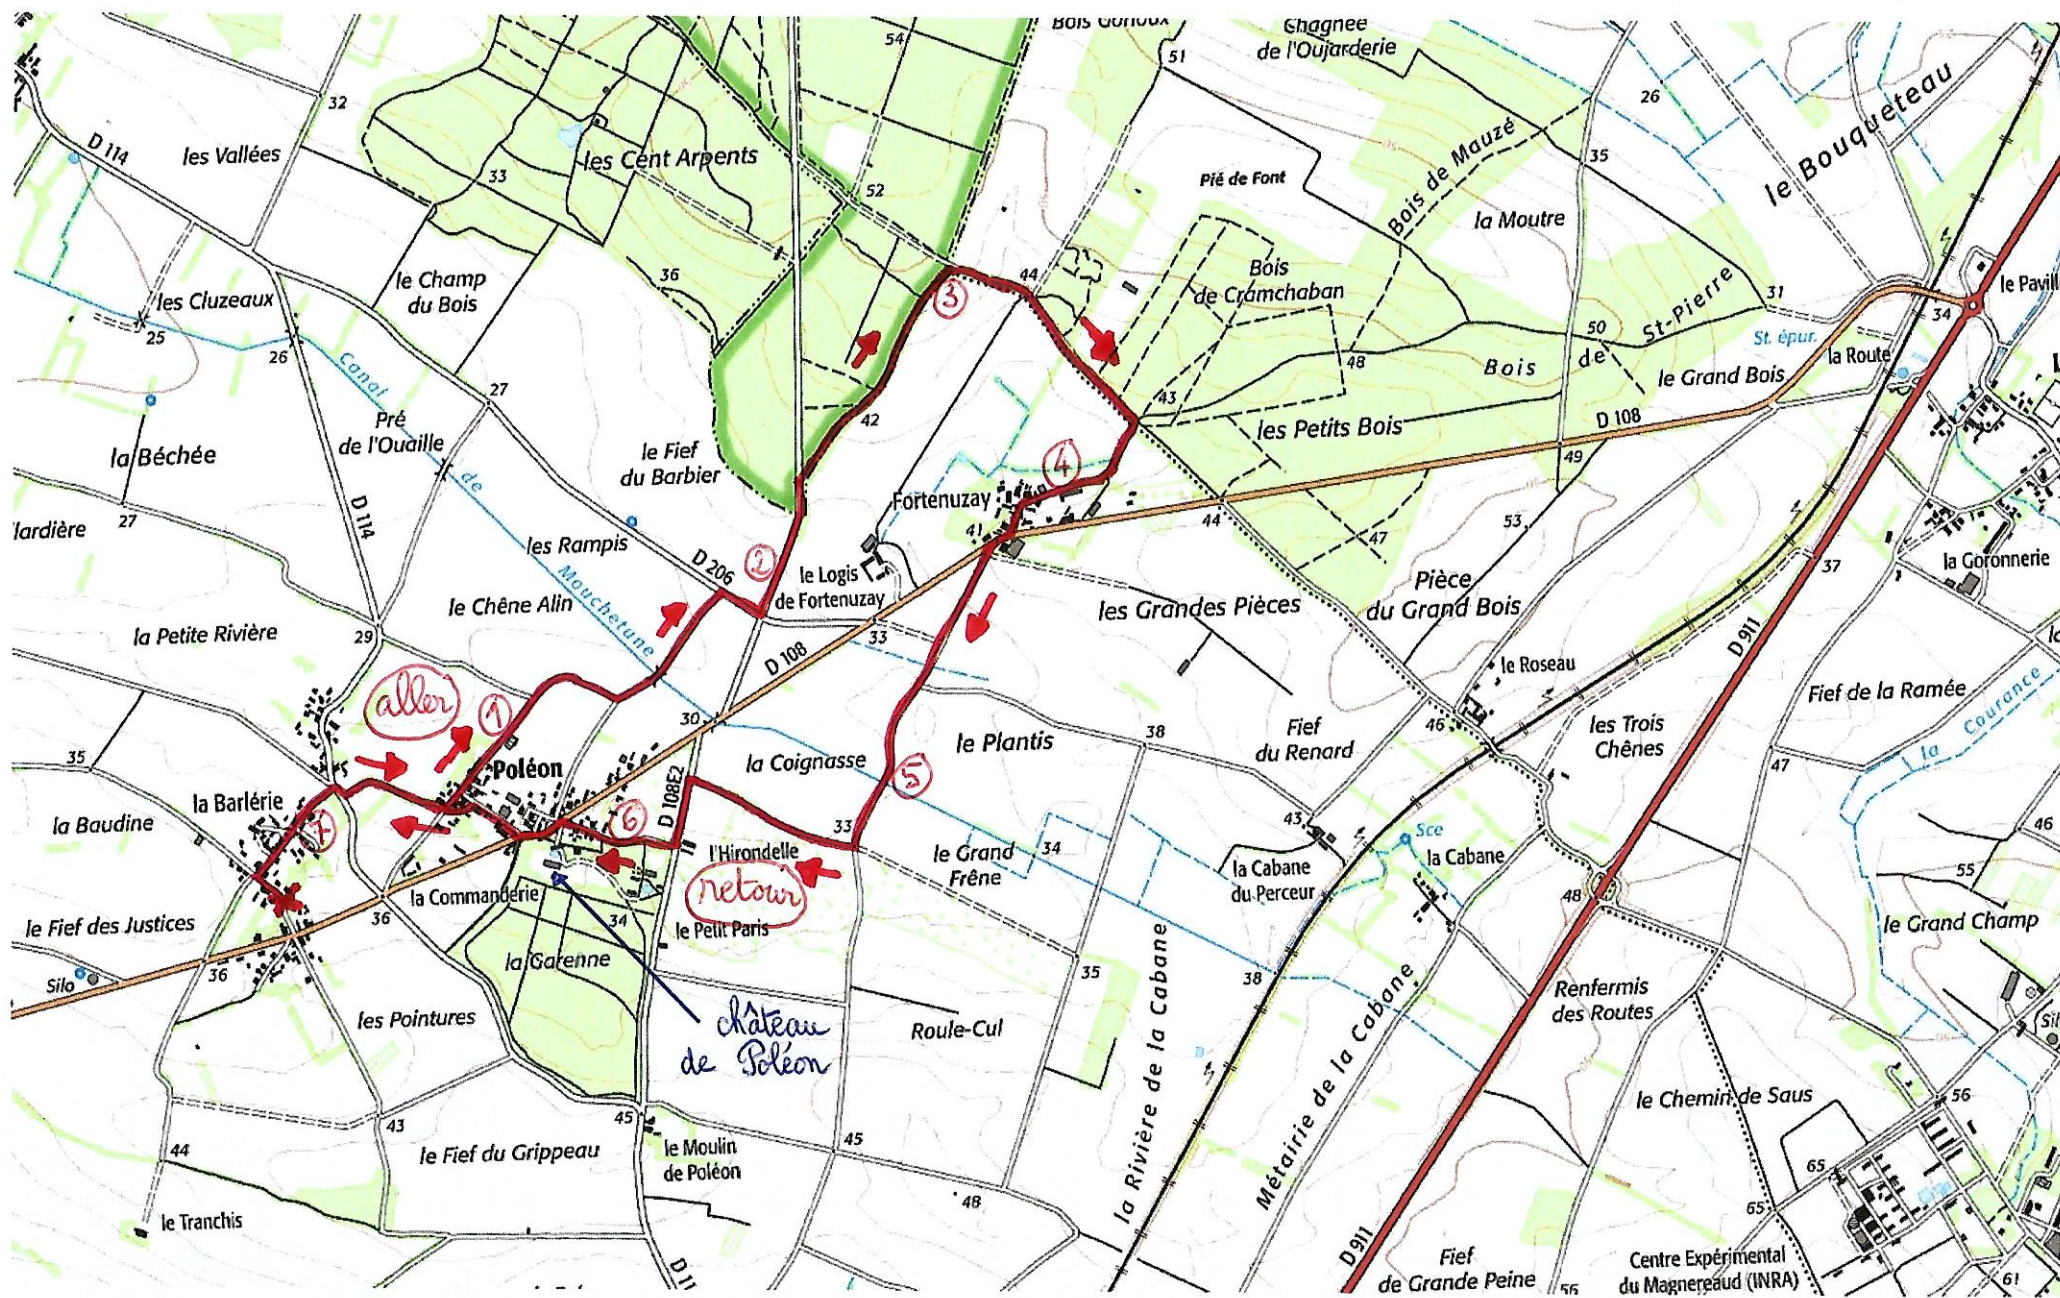 54
Bois Gorioux
51
Chagnée
de l'Oujarderie
26
le Bouqueteau
32
D 114
les Vallées
33
les Cent Arpents
52
Pié de Font
Bois de Mauzé
35
la Moutre
les Cluzeaux
25
26
le Champ
du Bois
36
44
3
Bois
de Cramchaban
31
St-Pierre
50
de
Bois
48
St. épur.
la Route
34
le Pavill
le Grand Bois
Canal
de
Mouchetune
27
Pré
de l'Ouaille
42
43
les Petits Bois
D 108
la Béchée
le Fief
du Barbier
4
49
27
lardière
D 114
Fortenuzay
41
44
53
47
37
la Goronnerie
les Rampis
D 206
2
le Logis
de Fortenuzay
Pièce
du Grand Bois
le Chêne Alin
les Grandes Pièces
la Petite Rivière
29
33
D 108
D 911
le Roseau
Fief de la Ramée
la Courance
aller
1
30
le Plantis
38
Fief
du Renard
46
les Trois
Chênes
35
Poléon
la Coignasse
5
47
la Barlérie
7
6
D 108E2
33
43
Sce
46
la Baudine
l'Hirondelle
le Grand
Frêne
34
la Cabane
du Perceur
la Cabane
retour
55
le Fief des Justices
36
la Commanderie
34
le Petit Paris
48
le Grand Champ
36
Silo
la Garenne
35
38
Renfermis
des Routes
les Pointures
château
de Poléon
Roule-Cul
la Rivière de la Cabane
Métairie de la Cabane
Sil
le Chemin de Saus
56
43
45
44
le Fief du Grippeau
le Moulin
de Poléon
45
65
le Tranchis
48
65
D 11
D 911
Fief
de Grande Peine
56
Centre Expérimental
du Magneraud (INRA)
61